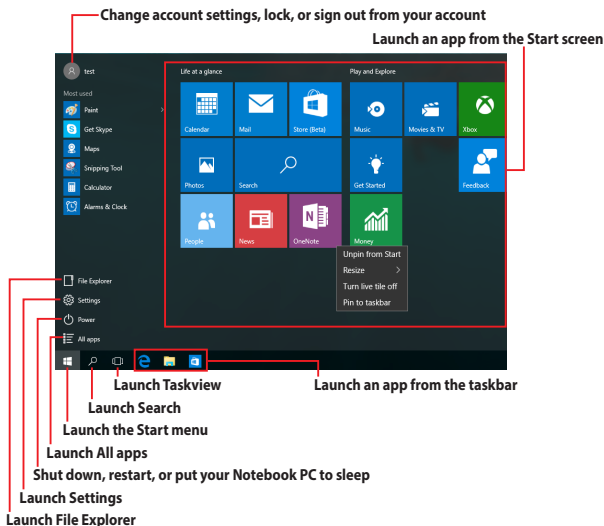 Change account settings, lock, or sign out from your account
Launch an app from the Start screen
test
Most used
Paint
Get Skype
Maps
Snipping Tool
Calculator
Alarms & Clock
File Explorer
Settings
Power
All apps
Life at a glance
Play and Explore
Calendar
Mail
Store (Beta)
Music
Movies & TV
Xbox
Photos
Search
Get Started
Feedback
People
News
OneNote
Money
N
Unpin from Start
Resize
Turn live tile off
Pin to taskbar
Launch Taskview
Launch an app from the taskbar
Launch Search
Launch the Start menu
Launch All apps
Shut down, restart, or put your Notebook PC to sleep
Launch Settings
Launch File Explorer